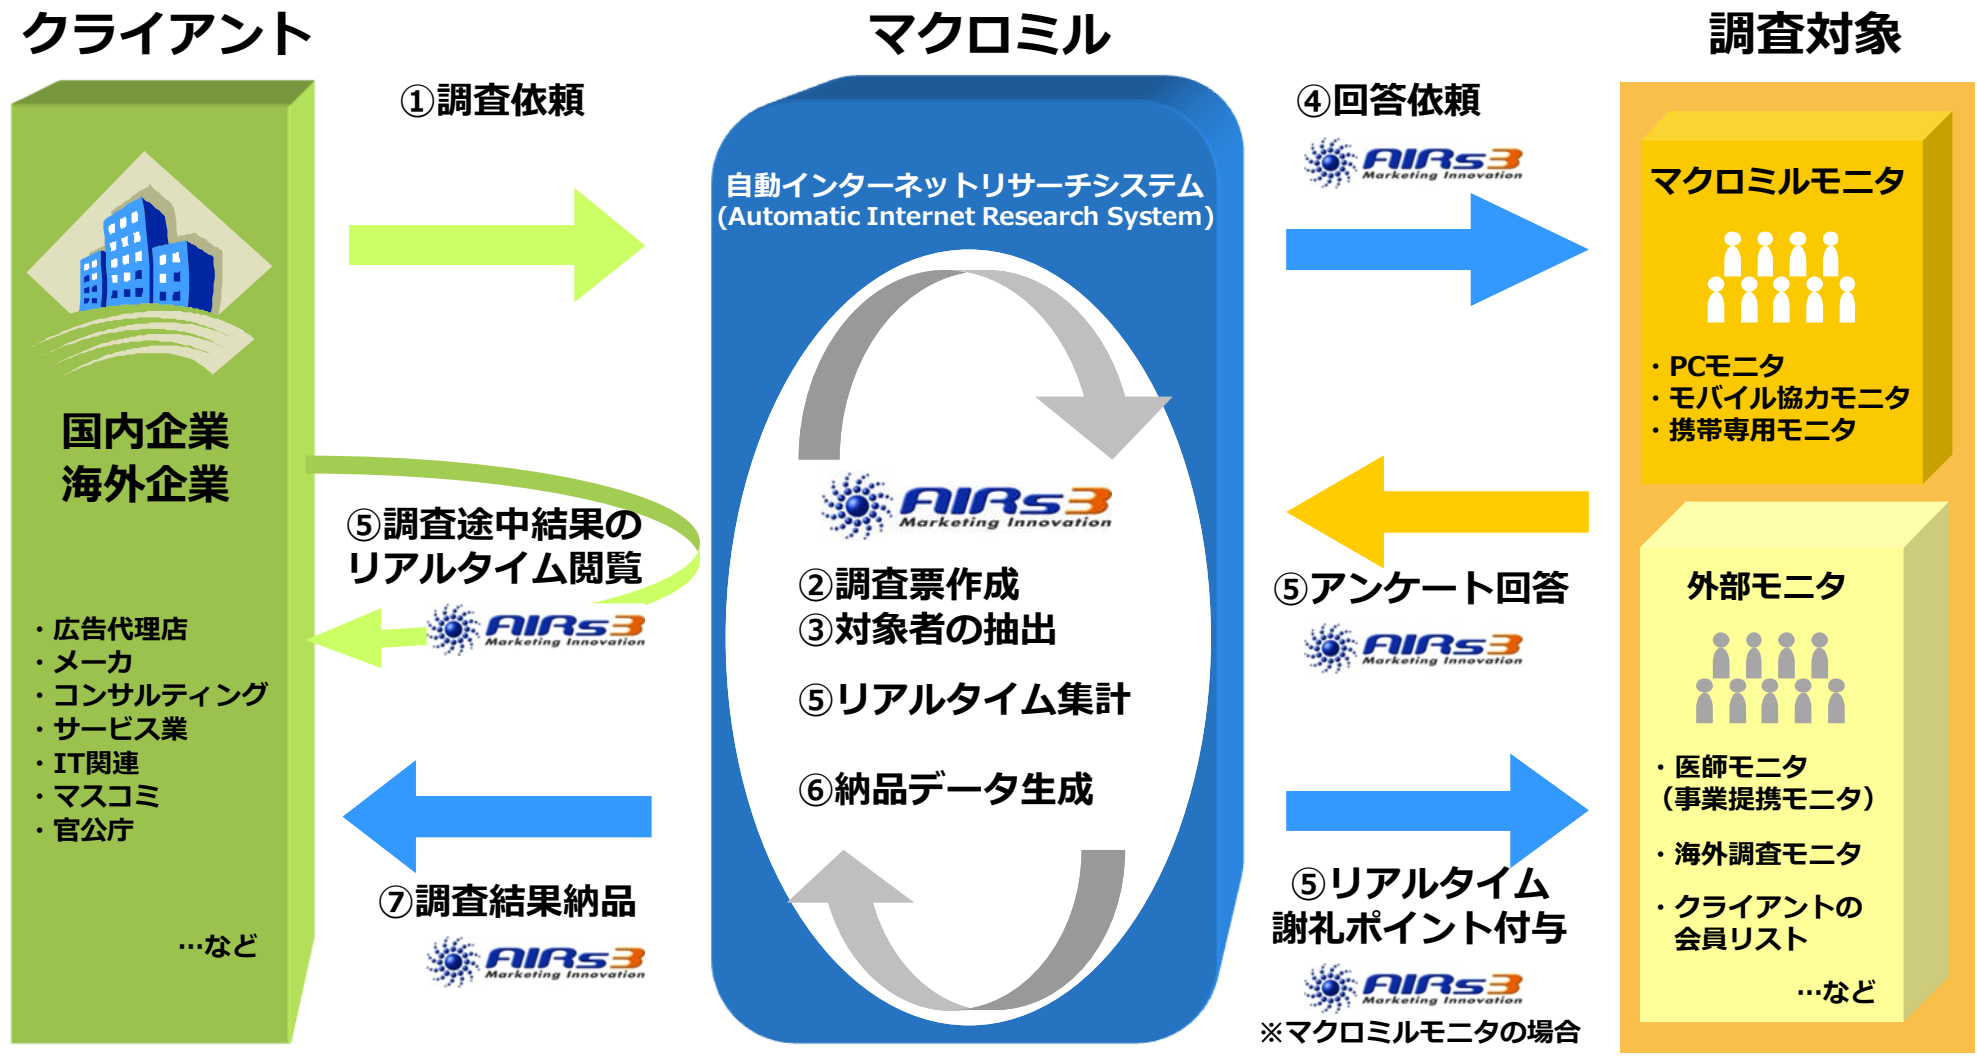 クライアント
マクロミル
調査対象
①調査依頼
④回答依頼
AIRs3
Marketing Innovation
自動インターネットリサーチシステム
(Automatic Internet Research System)
マクロミルモニタ
・PCモニタ
・モバイル協力モニタ
・携帯専用モニタ
国内企業
海外企業
⑤調査途中結果の
リアルタイム閲覧
AIRs3
Marketing Innovation
・広告代理店
・メーカ
・コンサルティング
・サービス業
・IT関連
・マスコミ
・官公庁
…など
AIRs3
Marketing Innovation
②調査票作成
③対象者の抽出
⑤リアルタイム集計
⑥納品データ生成
⑤アンケート回答
AIRs3
Marketing Innovation
外部モニタ
・医師モニタ
（事業提携モニタ）
・海外調査モニタ
・クライアントの
会員リスト
…など
⑦調査結果納品
AIRs3
Marketing Innovation
⑤リアルタイム
謝礼ポイント付与
AIRs3
Marketing Innovation
※マクロミルモニタの場合